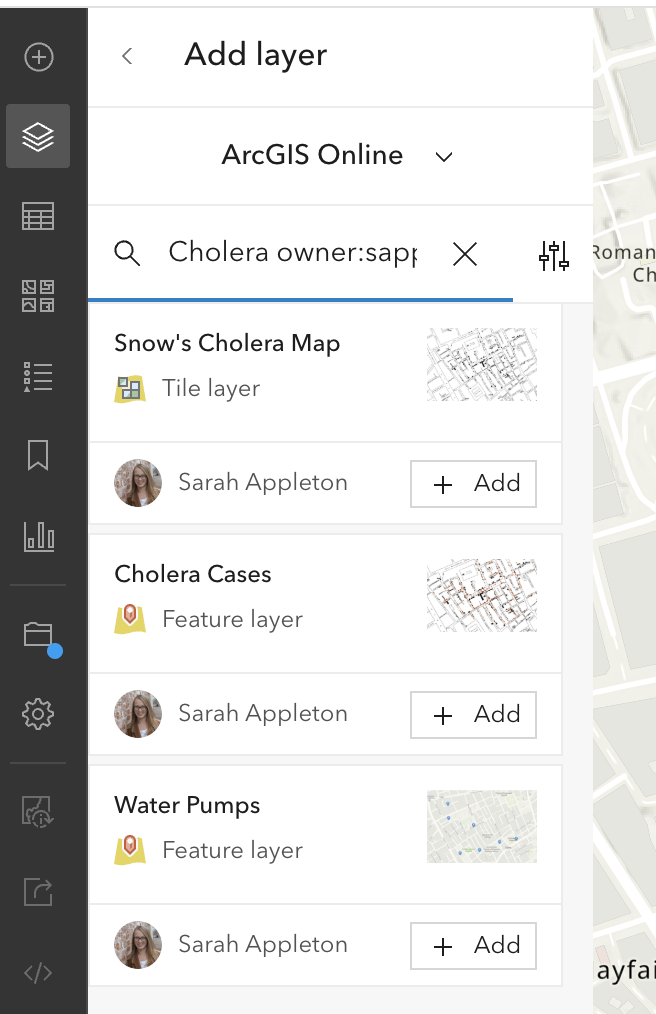 Add layer
ArcGIS Online
Cholera owner:sapp
Snow's Cholera Map
Tile layer
Sarah Appleton
+ Add
Cholera Cases
Feature layer
Sarah Appleton
+ Add
Water Pumps
Feature layer
Sarah Appleton
+ Add
Roman
Ch
ayfai